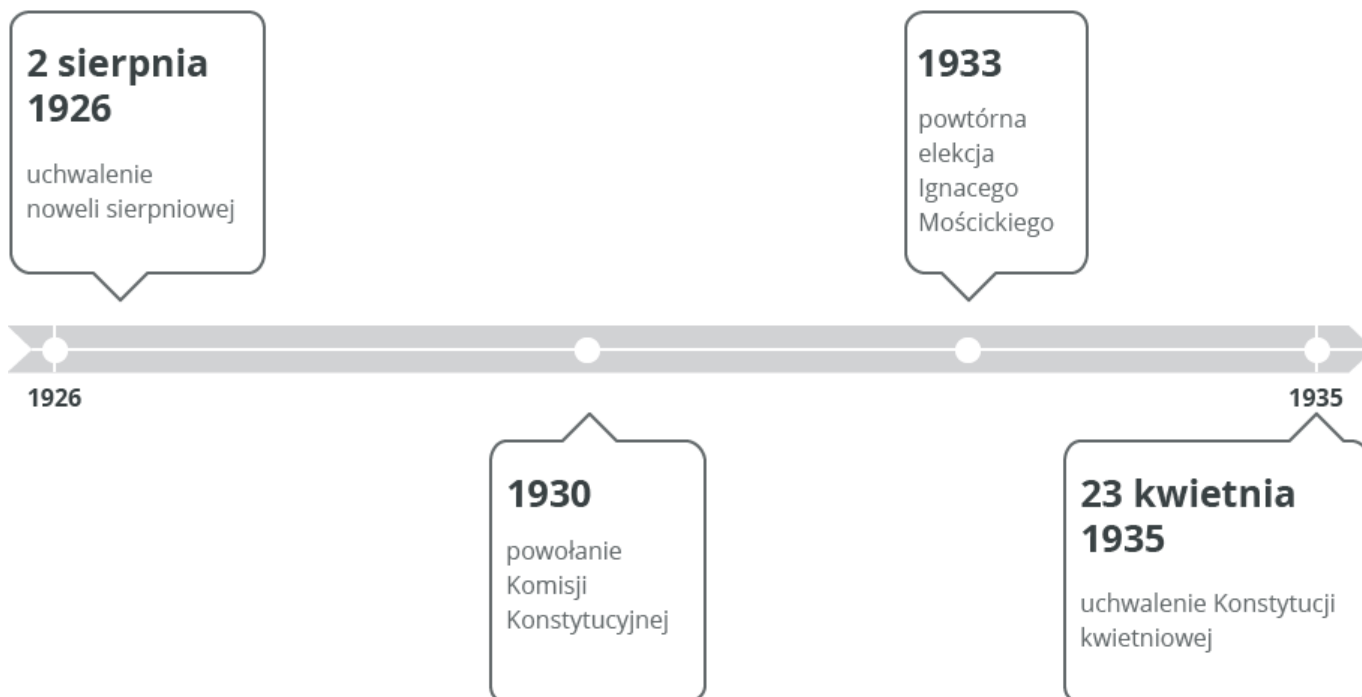 2 sierpnia
1926
uchwalenie
noweli sierpniowej
1933
powtórna
elekcja
Ignacego
Mościckiego
1926
1935
1930
powołanie
Komisji
Konstytucyjnej
23 kwietnia
1935
uchwalenie Konstytucji
kwietniowej